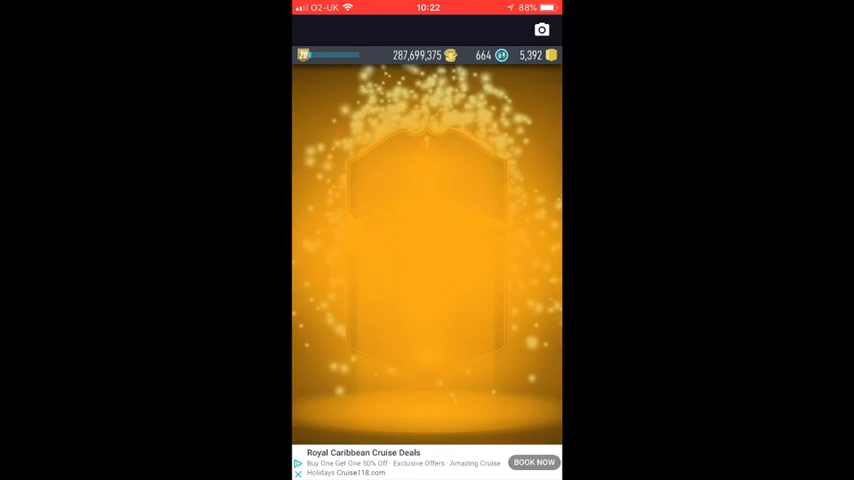 O2-UK 10:22 88%
20 287,699,375 664 5,392
Royal Caribbean Cruise Deals
Buy One Get One 50% Off · Exclusive Offers · Amazing Cruise
Holidays Cruise118.com
BOOK NOW